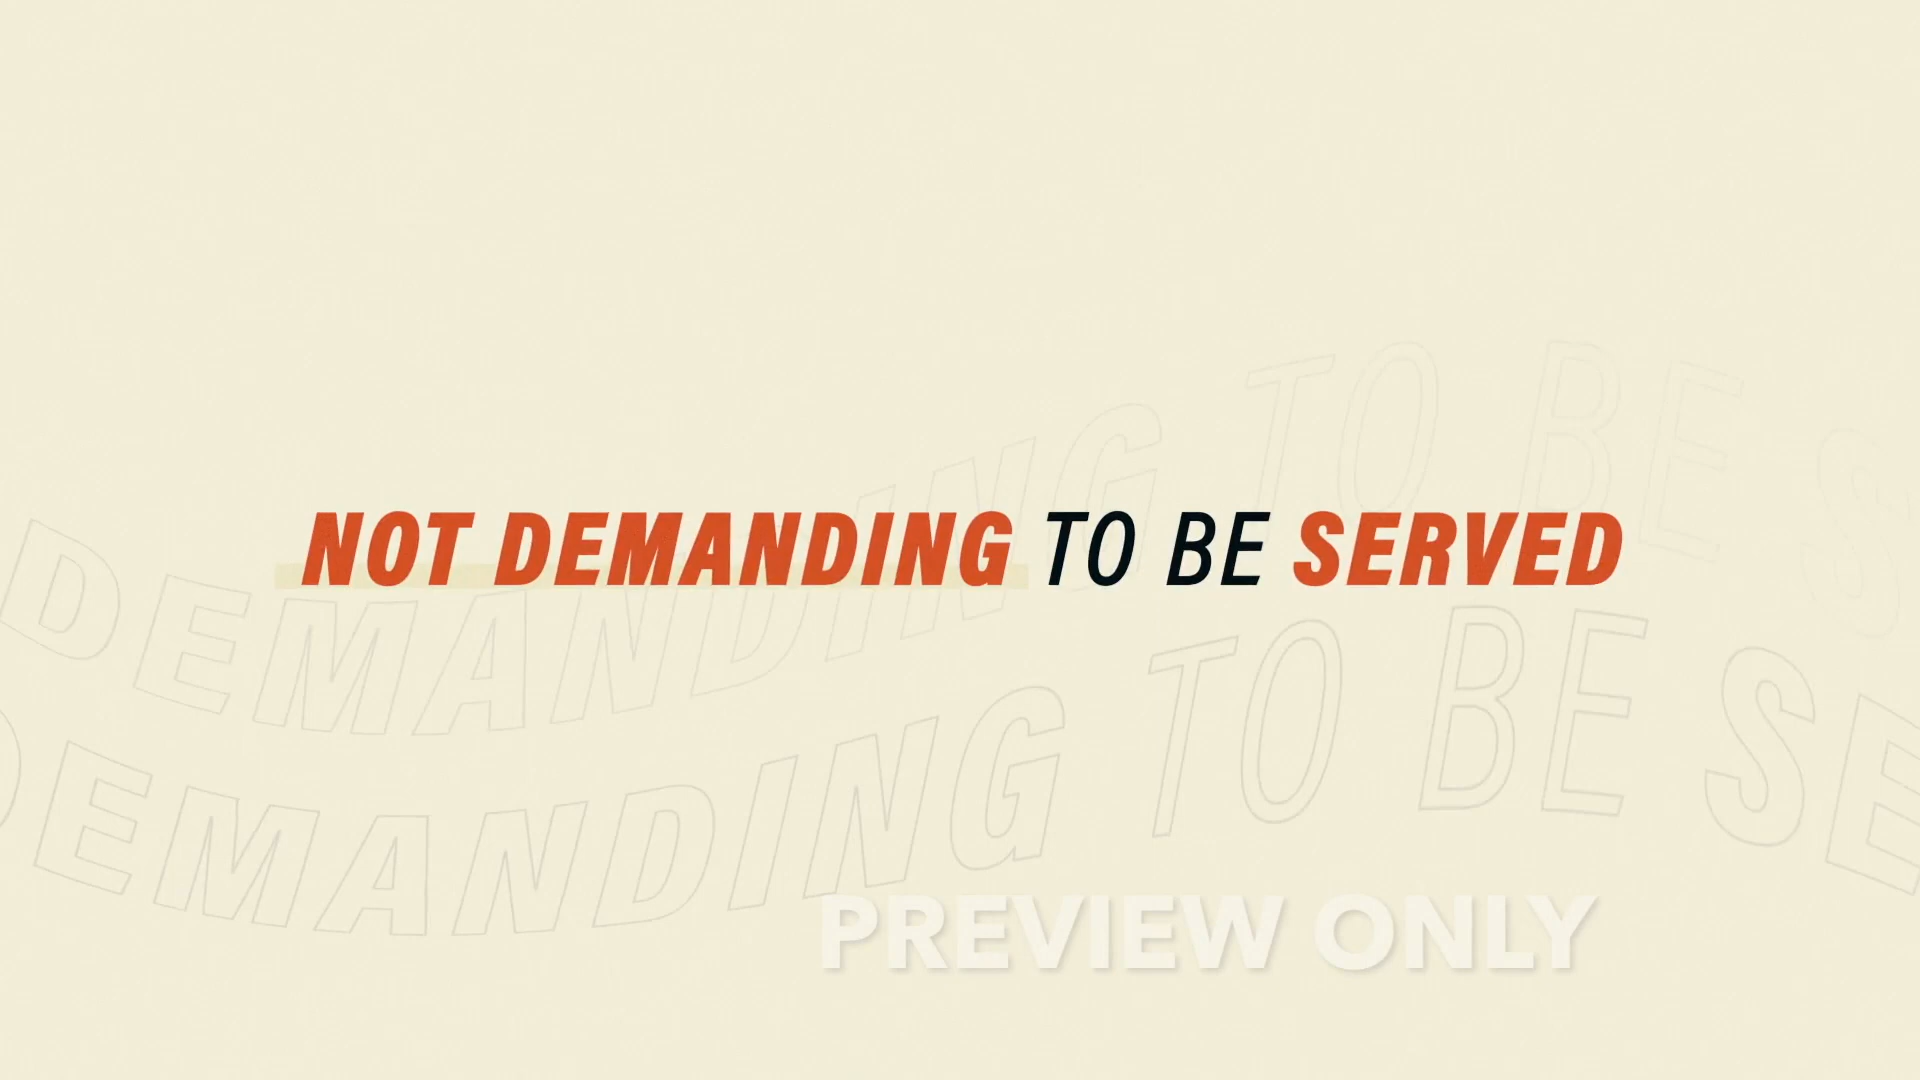 NOT DEMANDING TO BE SERVED
DEMANDING TO BE S
DEMANDING TO BE SE
PREVIEW ONLY